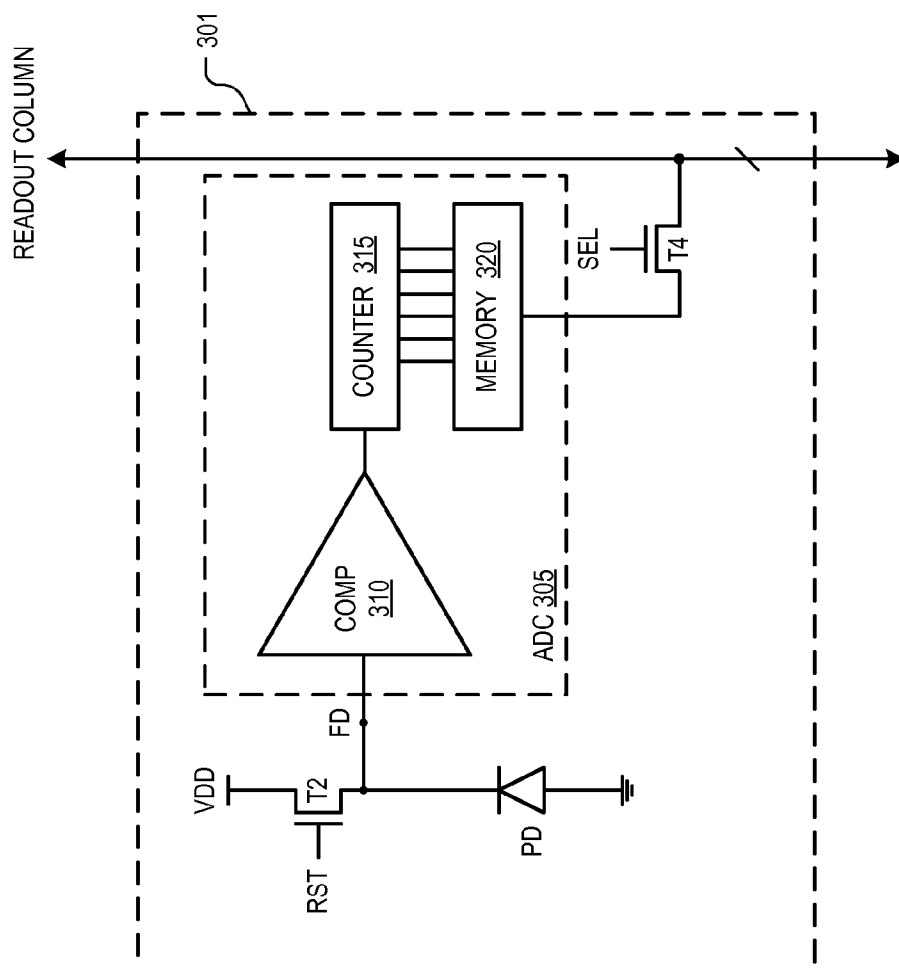 READOUT COLUMN
301
VDD
T2
RST
FD
PD
COMP
310
ADC 305
COUNTER 315
MEMORY 320
SEL
T4